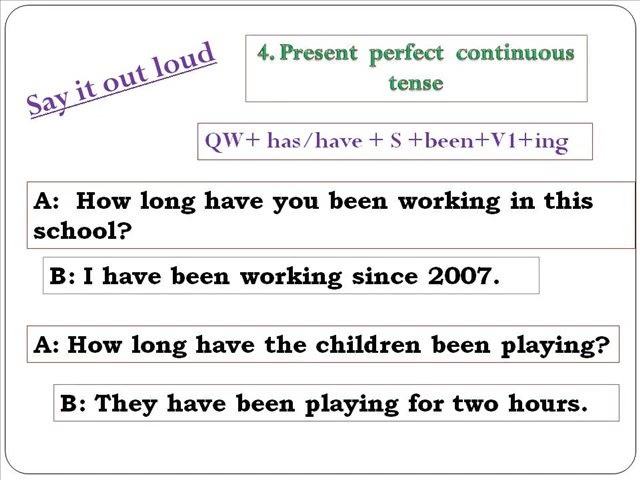 Say it out loud
4. Present perfect continuous
tense
QW+ has/have + S +been+V1+ing
A: How long have you been working in this
school?
B: I have been working since 2007.
A: How long have the children been playing?
B: They have been playing for two hours.